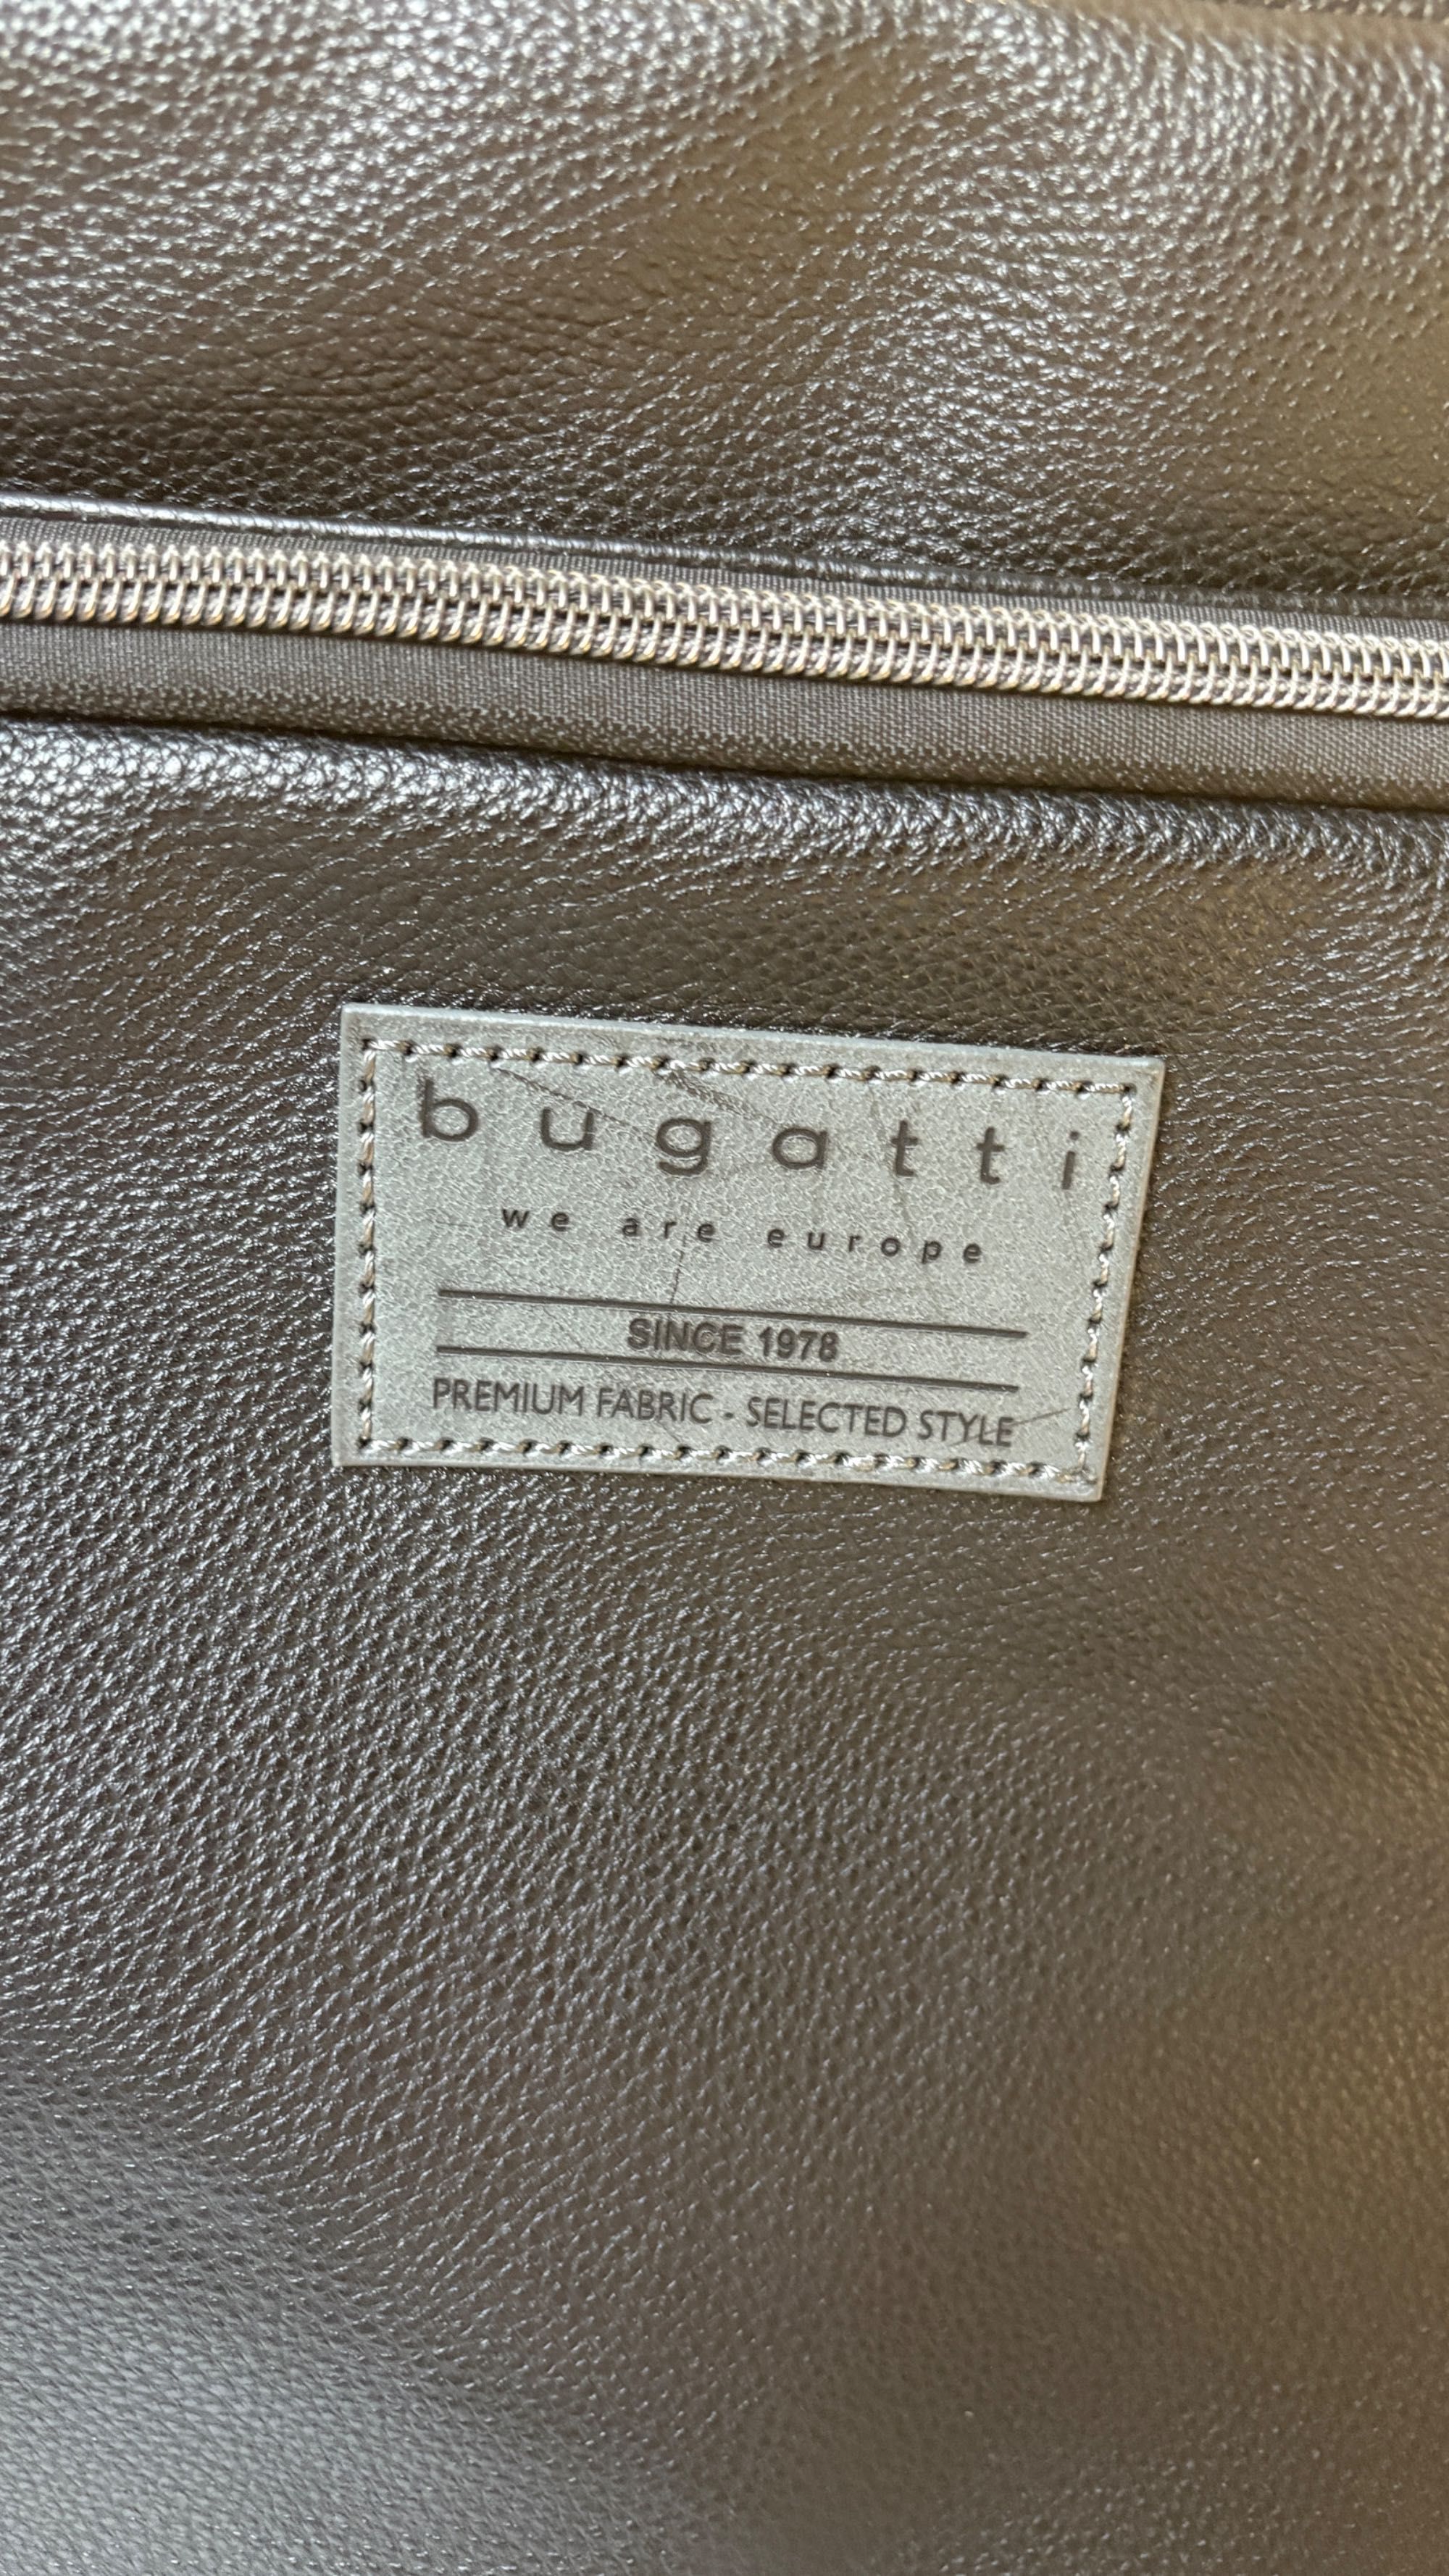 bugatti
we are europe
SINCE 1978
PREMIUM FABRIC - SELECTED STYLE